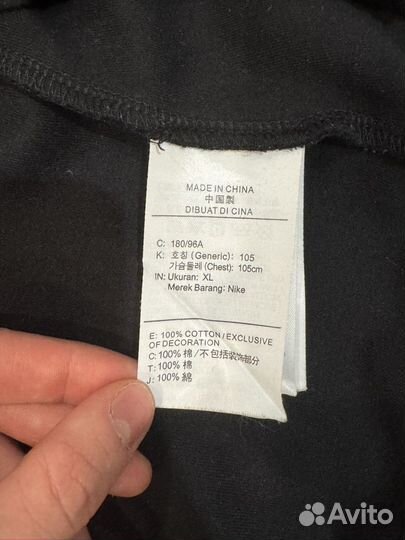 MADE IN CHINA
中国製
DIBUAT DI CINA
C: 180/96A
K: 호칭 (Generic): 105
가슴둘레 (Chest): 105cm
IN: Ukuran: XL
Merek Barang: Nike
E: 100% COTTON/EXCLUSIVE
OF DECORATION
C: 100% 棉/不包括装饰部分
T: 100% 棉
J: 100% 綿
Avito